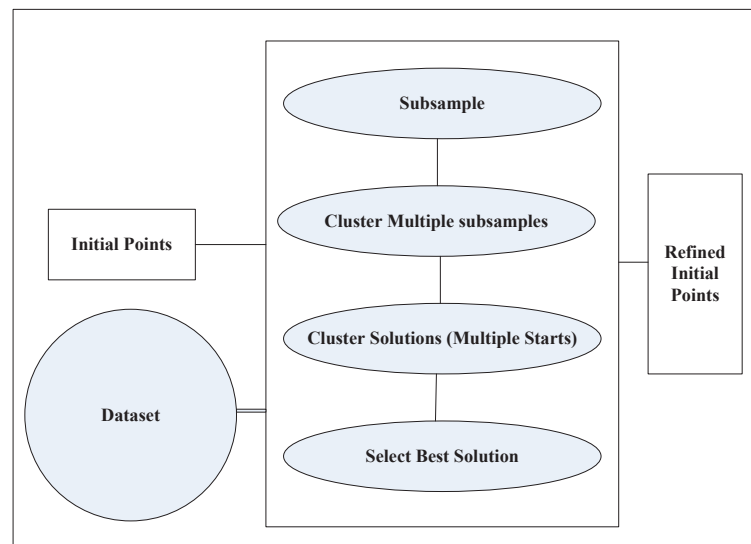 Subsample
Cluster Multiple subsamples
Initial Points
Refined
Initial
Points
Cluster Solutions (Multiple Starts)
Dataset
Select Best Solution